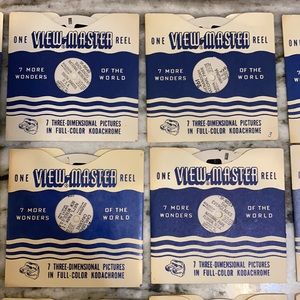 ONE VIEW-MASTER REEL
7 MORE WONDERS OF THE WORLD
7 THREE-DIMENSIONAL PICTURES
IN FULL-COLOR KODACHROME
ONE VIEW-MASTER REEL
7 MORE WONDERS OF THE WORLD
7 THREE-DIMENSIONAL PICTURES
IN FULL-COLOR KODACHROME
3
ONE VIEW-MASTER REEL
7 MORE WONDERS OF THE WORLD
7 THREE-DIMENSIONAL PICTURES
IN FULL-COLOR KODACHROME
ONE VIEW-MASTER REEL
7 MORE WONDERS OF THE WORLD
7 THREE-DIMENSIONAL PICTURES
IN FULL-COLOR KODACHROME